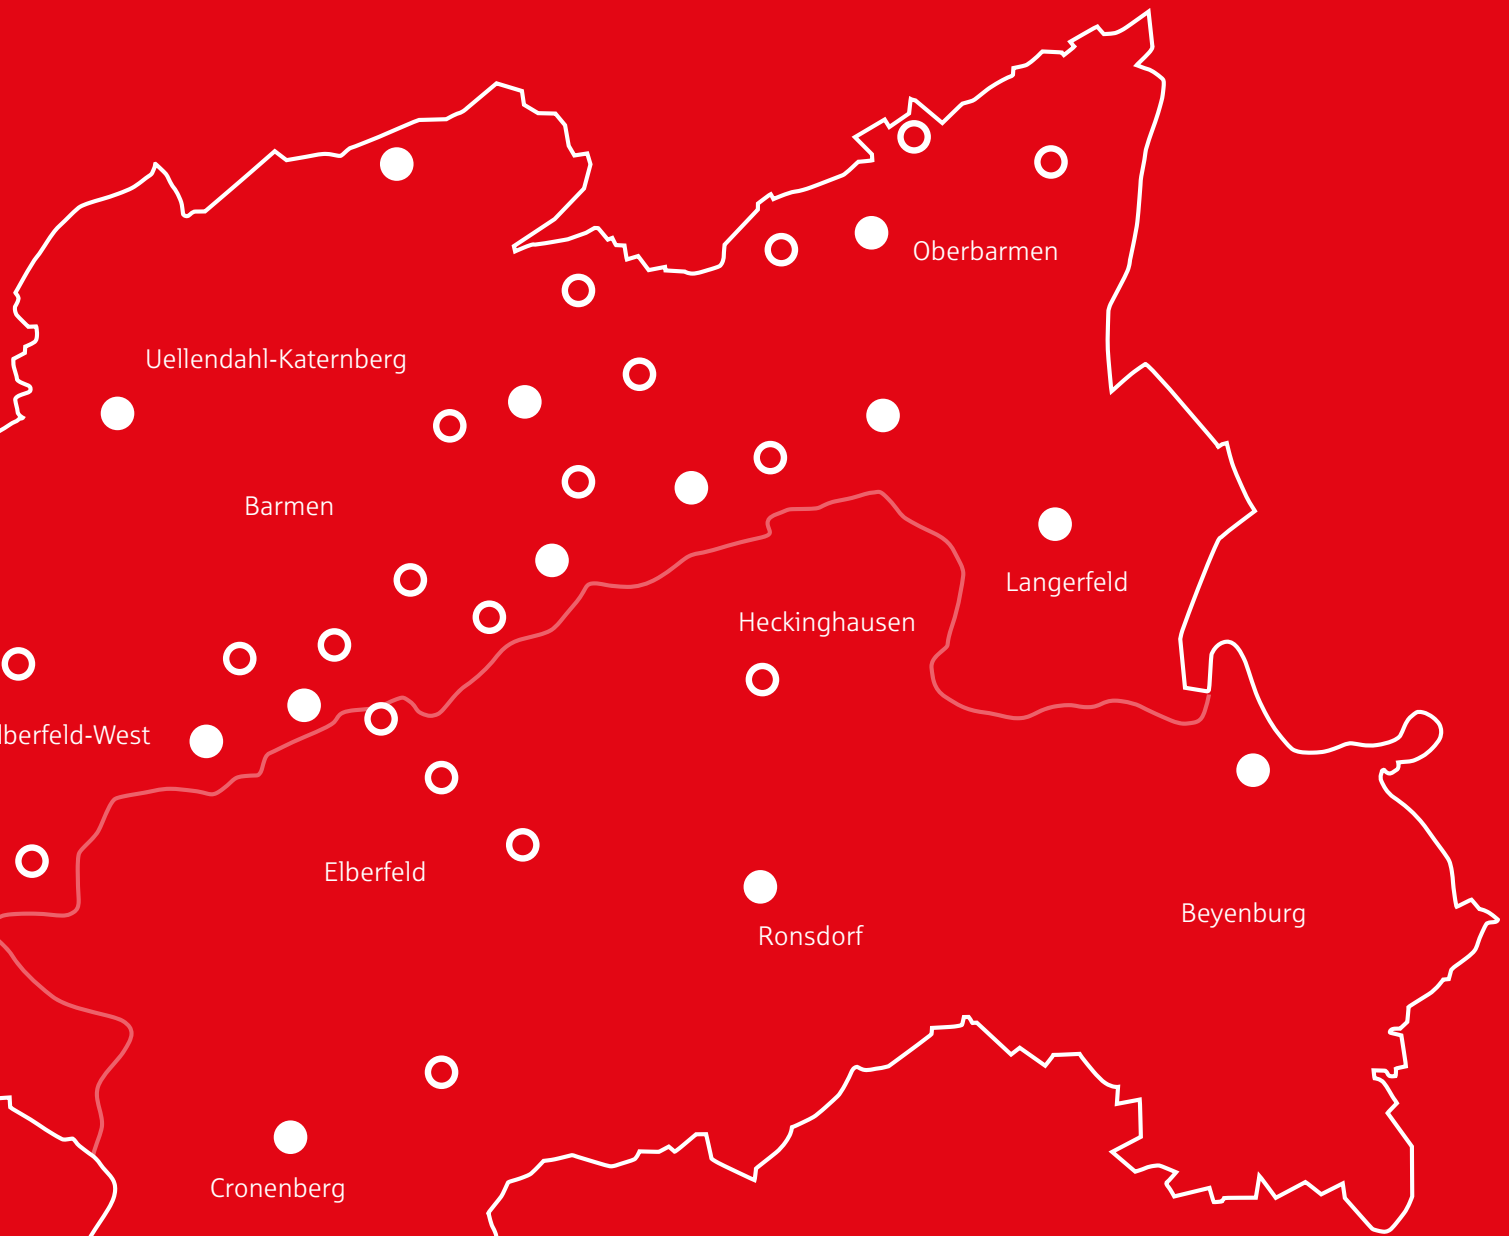 Oberbarmen
Uellendahl-Katernberg
Barmen
Langerfeld
Heckinghausen
lberfeld-West
Elberfeld
Beyenburg
Ronsdorf
Cronenberg